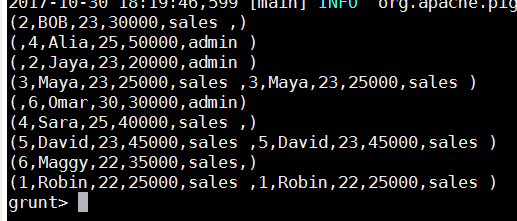 2017-10-30 18:19:46,599 [main] INFO  org.apache.pig
(2,BOB,23,30000,sales ,)
(,4,Alia,25,50000,admin )
(,2,Jaya,23,20000,admin )
(3,Maya,23,25000,sales ,3,Maya,23,25000,sales )
(,6,Omar,30,30000,admin)
(4,Sara,25,40000,sales ,)
(5,David,23,45000,sales ,5,David,23,45000,sales )
(6,Maggy,22,35000,sales,)
(1,Robin,22,25000,sales ,1,Robin,22,25000,sales )
grunt>